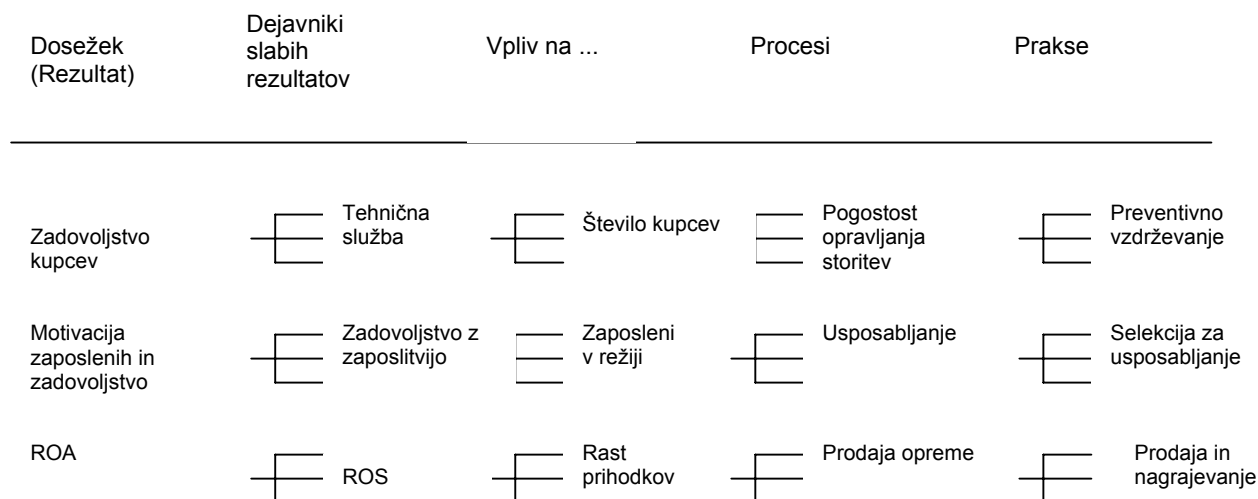 Dosežek
(Rezultat)
Dejavniki
slabih
rezultatov
Vpliv na ...
Procesi
Prakse
Zadovoljstvo
kupcev
Tehnična
služba
Število kupcev
Pogostost
opravljanja
storitev
Preventivno
vzdrževanje
Motivacija
zaposlenih in
zadovoljstvo
Zadovoljstvo z
zaposlitvijo
Zaposleni
v režiji
Usposabljanje
Selekcija za
usposabljanje
ROA
ROS
Rast
prihodkov
Prodaja opreme
Prodaja in
nagrajevanje